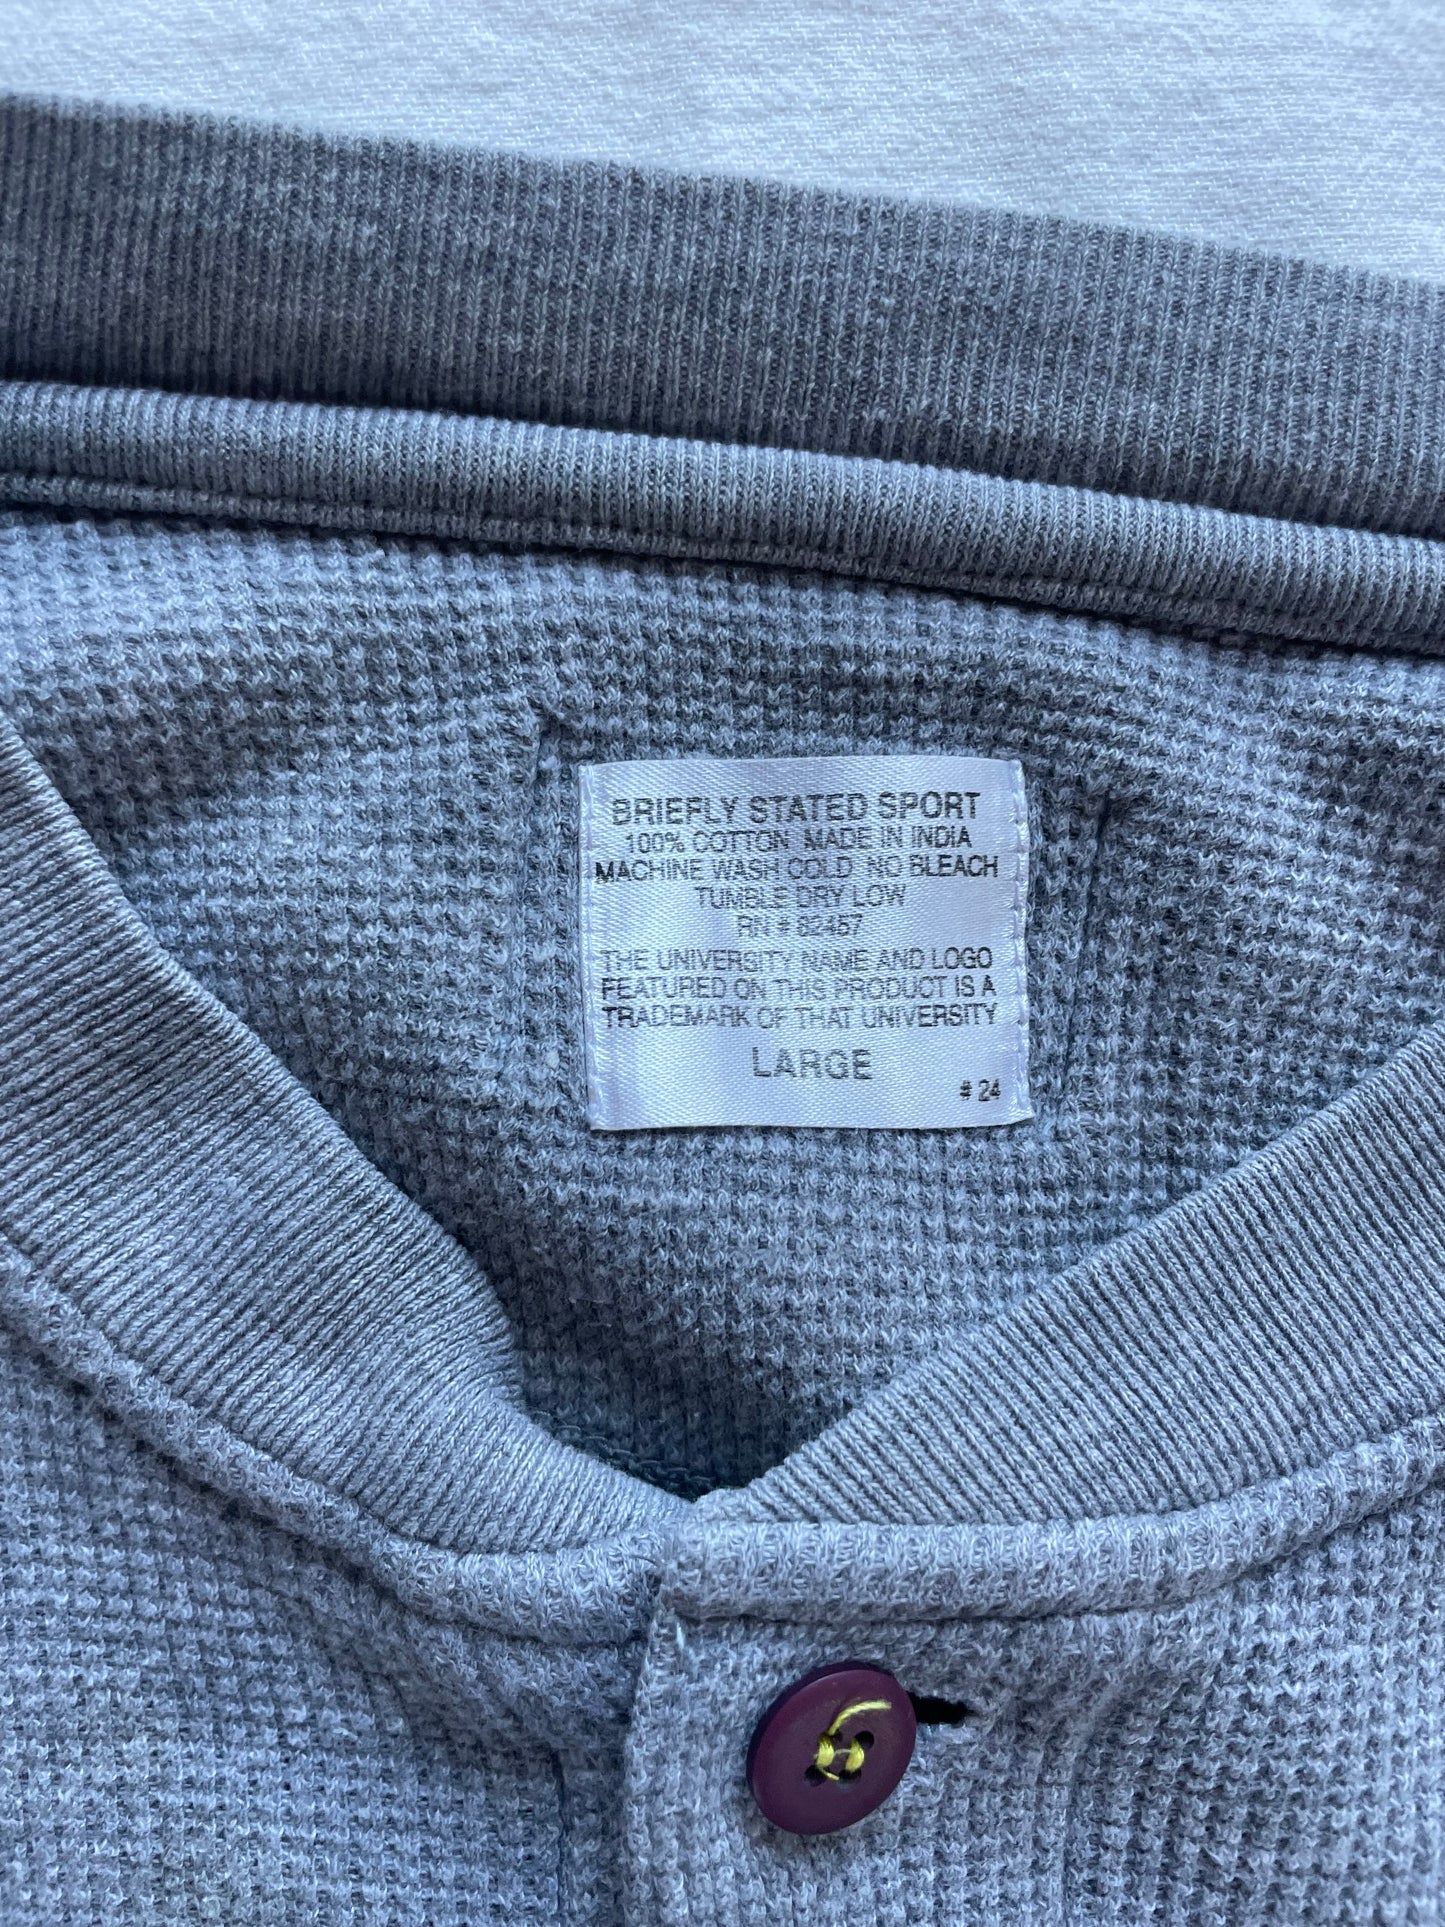 BRIEFLY STATED SPORT
100% COTTON MADE IN INDIA
MACHINE WASH COLD NO BLEACH
TUMBLE DRY LOW
RN # 82457
THE UNIVERSITY NAME AND LOGO
FEATURED ON THIS PRODUCT IS A
TRADEMARK OF THAT UNIVERSITY
LARGE
# 24